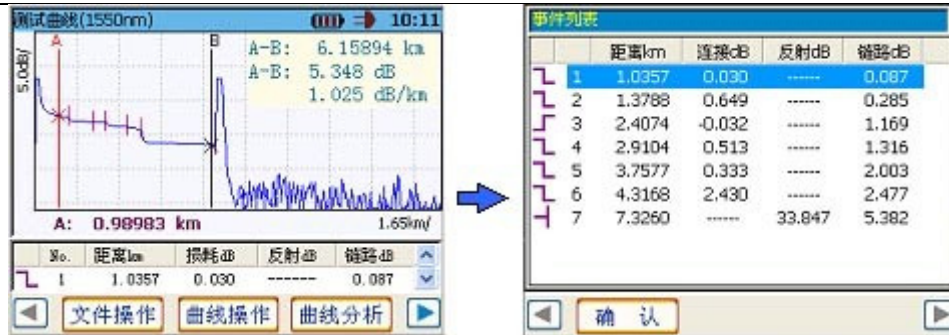 测试曲线(1550nm)
10:11
5.0dB/
A
B
A-B: 6.15894 km
A-B: 5.348 dB
1.025 dB/km
A: 0.98983 km
1.65km/
No. 距离km 损耗dB 反射dB 链路dB
1 1.0357 0.030 ------- 0.087
文件操作 曲线操作 曲线分析
事件列表
距离km 连接dB 反射dB 链路dB
1 1.0357 0.030 ------ 0.087
2 1.3788 0.649 ------ 0.285
3 2.4074 -0.032 ------ 1.169
4 2.9104 0.513 ------ 1.316
5 3.7577 0.333 ------ 2.003
6 4.3168 2.430 ------ 2.477
7 7.3260 ------ 33.847 5.382
确 认